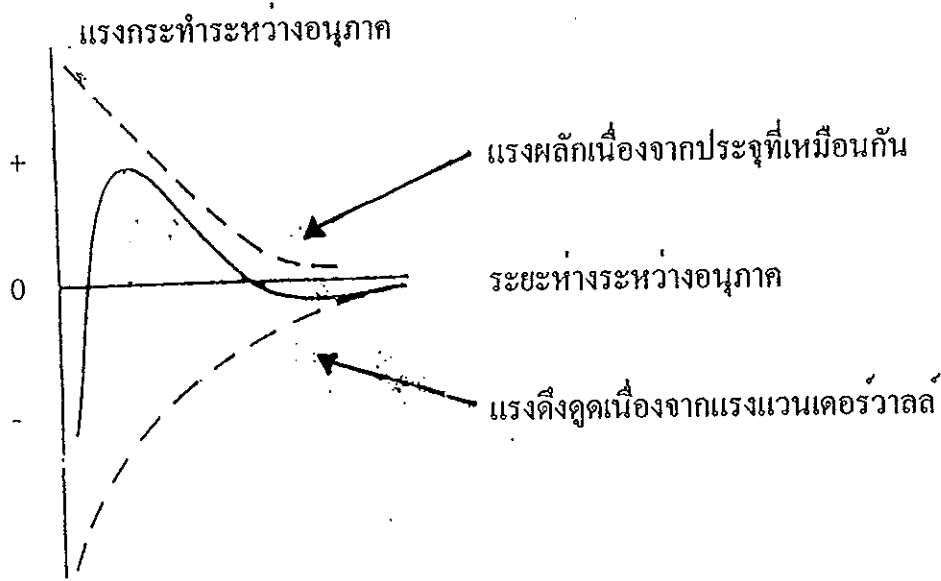 แรงกระทำระหว่างอนุภาค
+
แรงผลักเนื่องจากประจุที่เหมือนกัน
0
ระยะห่างระหว่างอนุภาค
-
แรงดึงดูดเนื่องจากแรงแวนเดอร์วาลล์